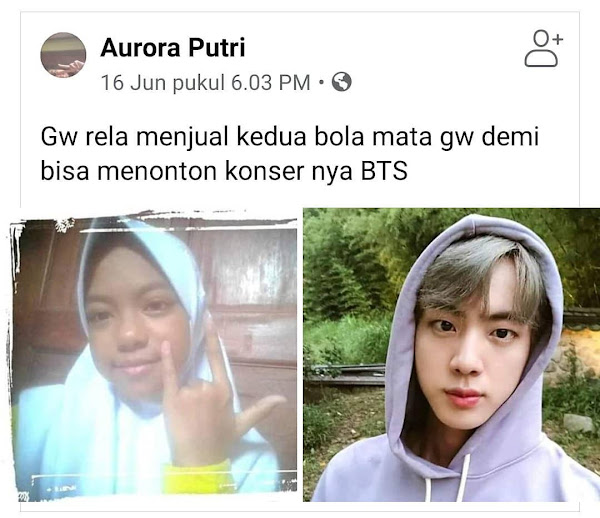 Aurora Putri
16 Jun pukul 6.03 PM •
Gw rela menjual kedua bola mata gw demi
bisa menonton konser nya BTS